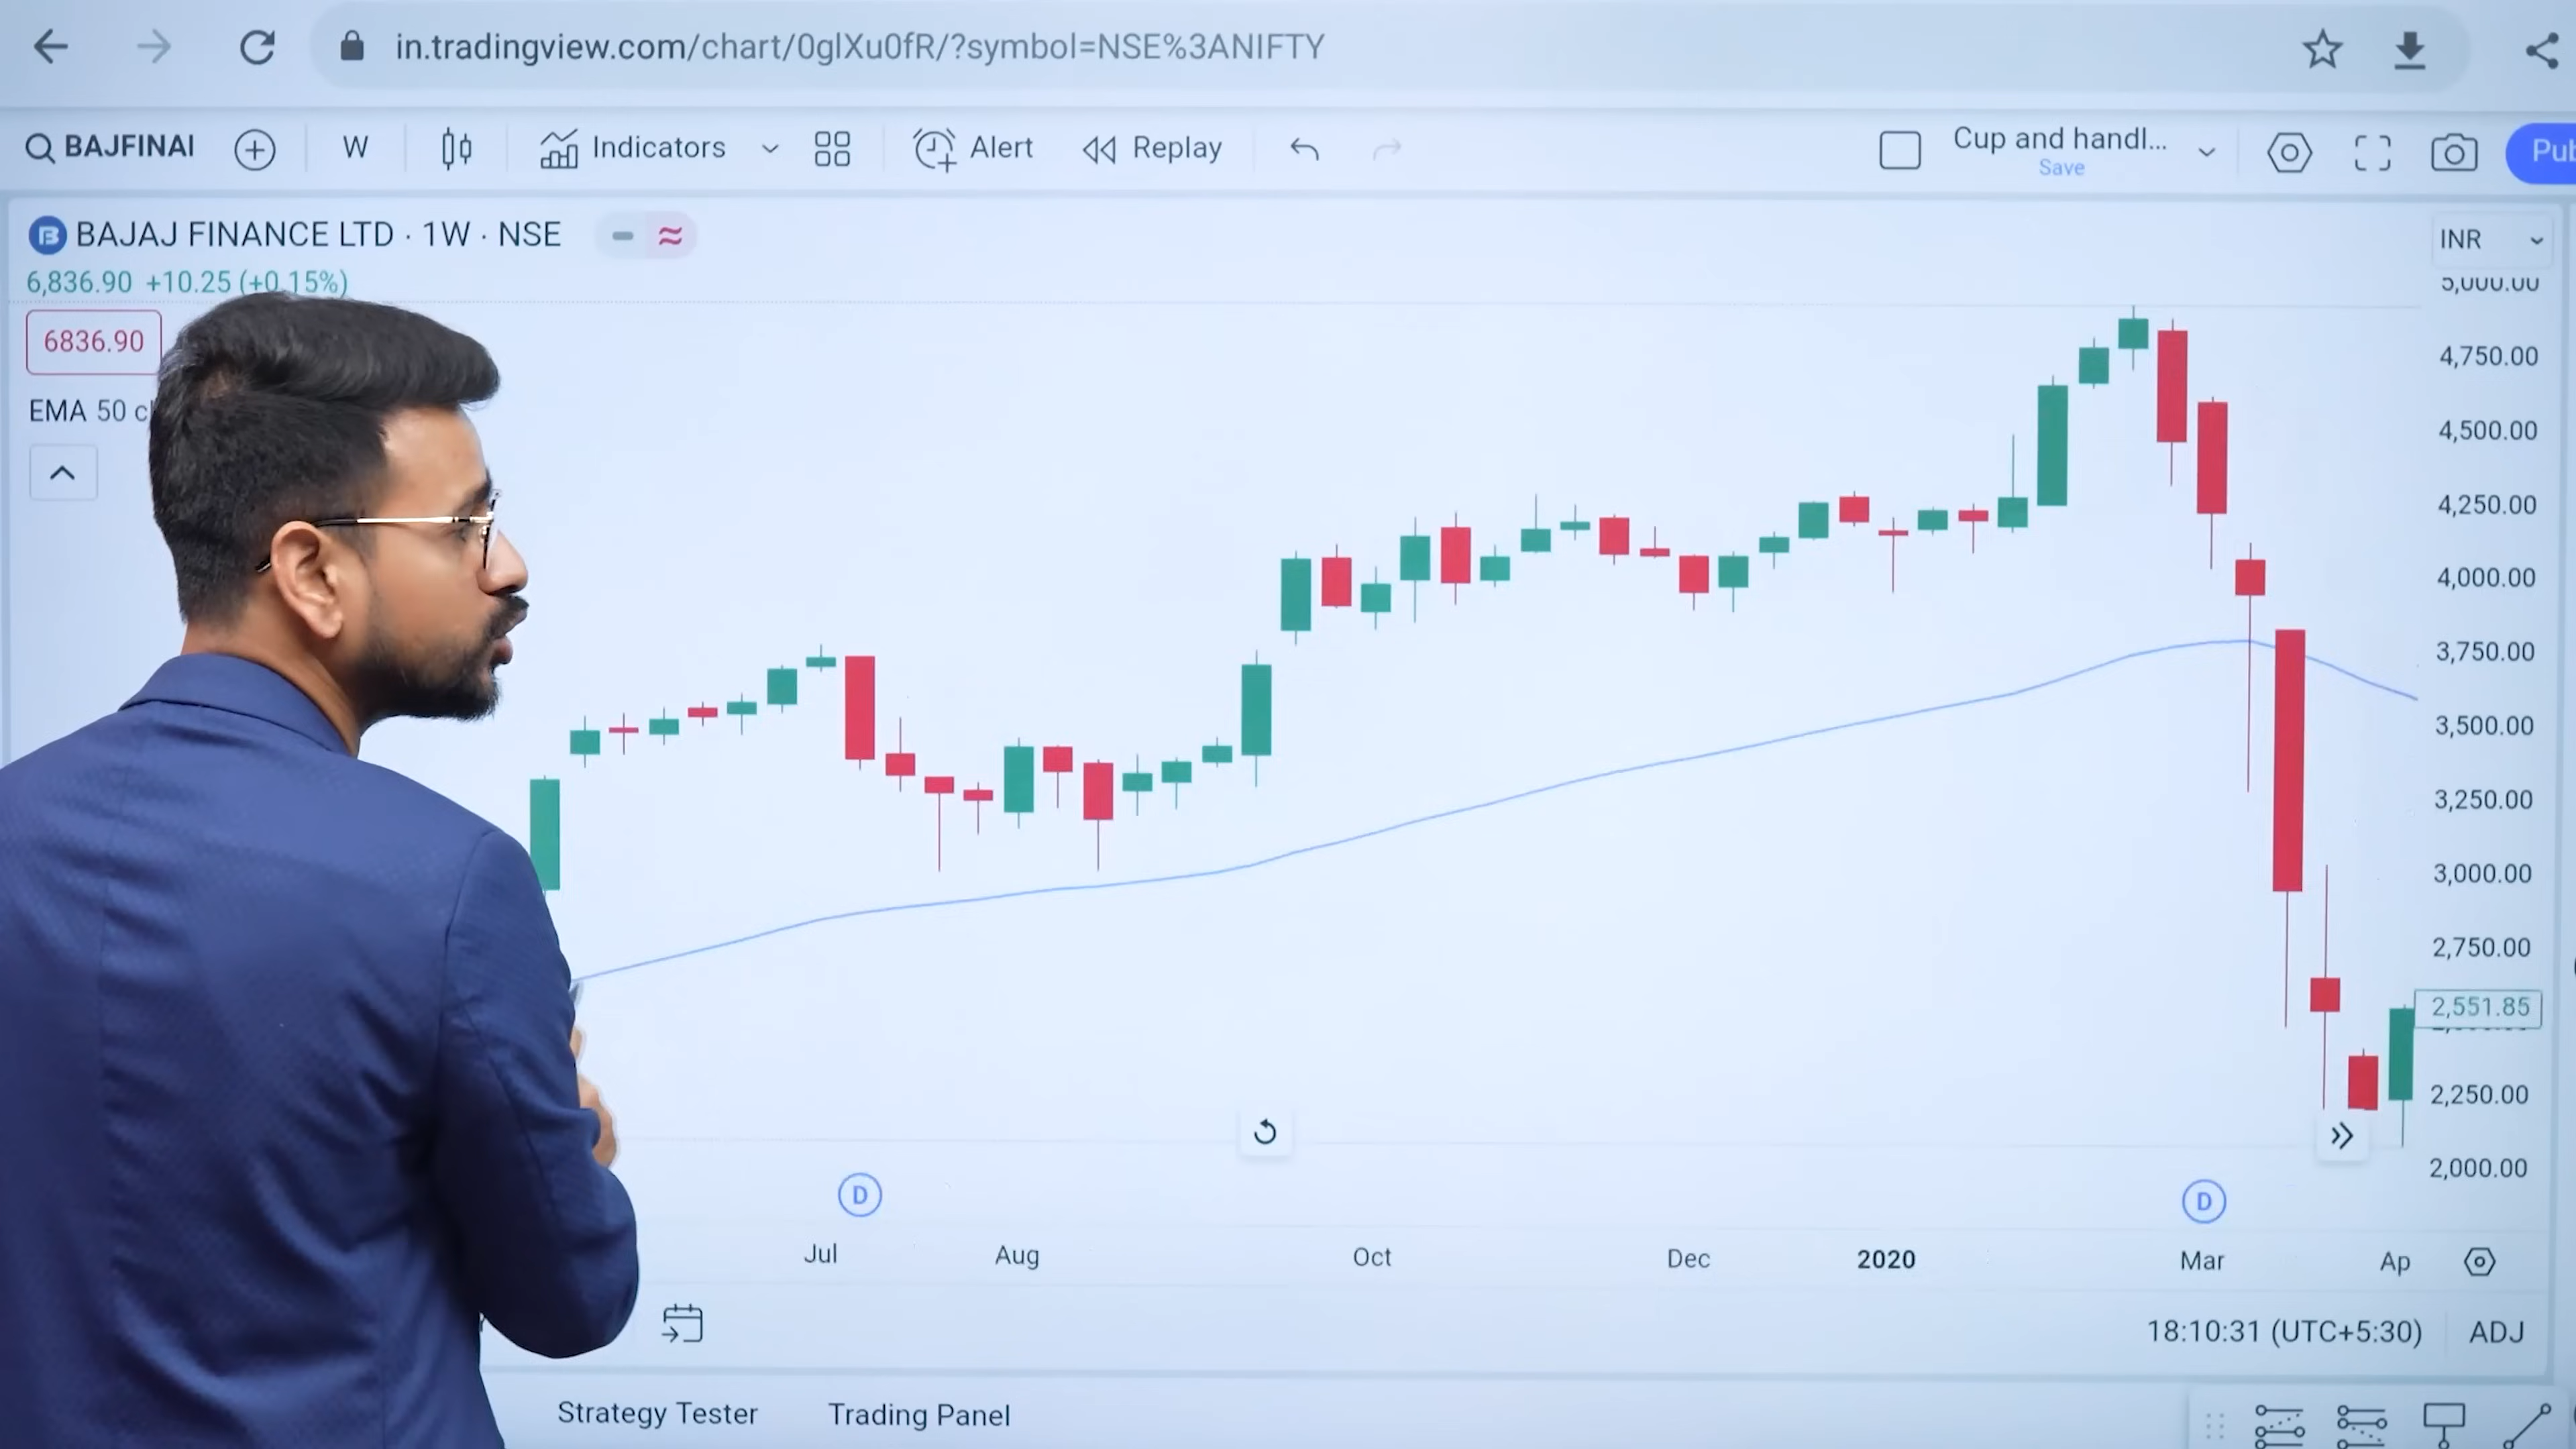 in.tradingview.com/chart/0glXu0fR/?symbol=NSE%3ANIFTY
BAJFINAI
W
Indicators
Alert
Replay
Cup and handl...
Save
BAJAJ FINANCE LTD · 1W · NSE
INR
6,836.90 +10.25 (+0.15%)
5,000.00
6836.90
4,750.00
EMA 50
4,500.00
4,250.00
4,000.00
3,750.00
3,500.00
3,250.00
3,000.00
2,750.00
2,551.85
2,250.00
2,000.00
D
D
Jul
Aug
Oct
Dec
2020
Mar
Ap
18:10:31 (UTC+5:30)
ADJ
Strategy Tester
Trading Panel